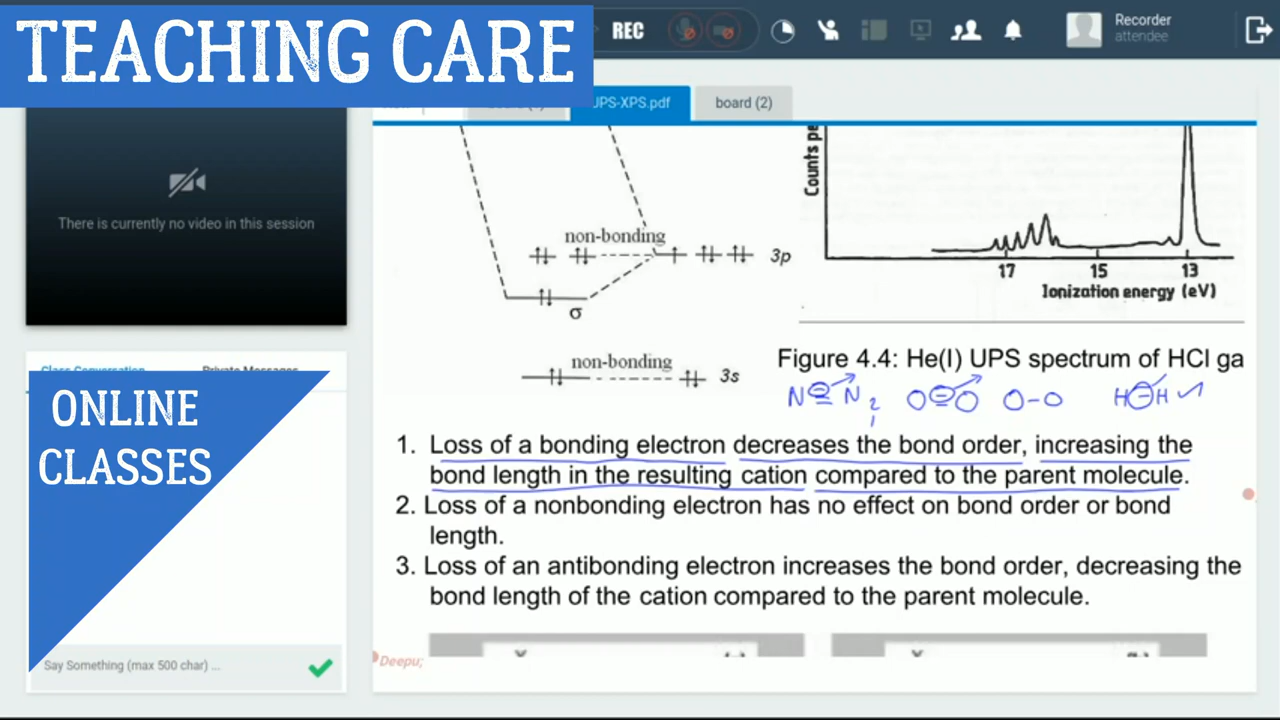 TEACHING CARE
REC
Recorder
attendee
UPS-XPS.pdf
board (2)
There is currently no video in this session
Counts pe
non-bonding
3p
σ
17 15 13
Ionization energy (eV)
non-bonding
3s
Figure 4.4: He(I) UPS spectrum of HCl ga
Class Conversation
Private Messages
ONLINE
CLASSES
1. Loss of a bonding electron decreases the bond order, increasing the
bond length in the resulting cation compared to the parent molecule.
2. Loss of a nonbonding electron has no effect on bond order or bond
length.
3. Loss of an antibonding electron increases the bond order, decreasing the
bond length of the cation compared to the parent molecule.
Say Something (max 500 char) ...
Deepu;